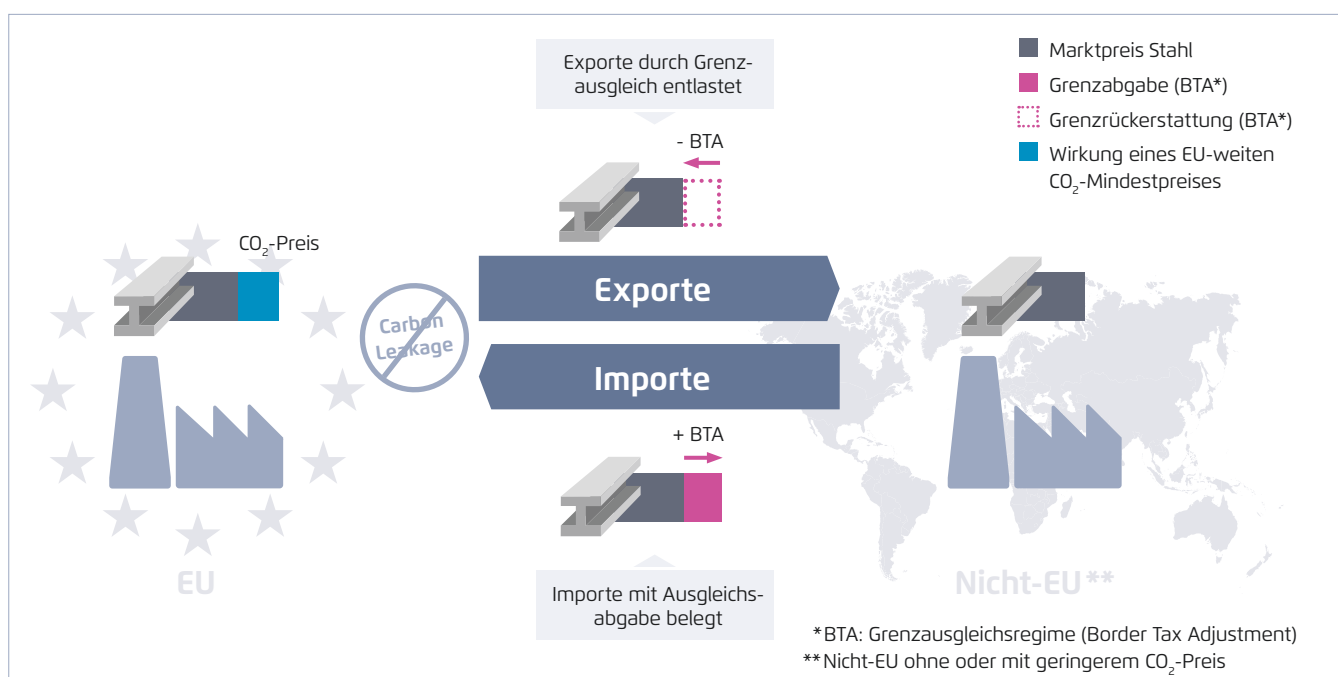 Exporte durch Grenz-
ausgleich entlastet
Marktpreis Stahl
Grenzabgabe (BTA*)
Grenzrückerstattung (BTA*)
Wirkung eines EU-weiten
CO₂-Mindestpreises
- BTA
CO₂-Preis
Exporte
Carbon
Leakage
Importe
+ BTA
EU
Nicht-EU**
Importe mit Ausgleichs-
abgabe belegt
*BTA: Grenzausgleichsregime (Border Tax Adjustment)
**Nicht-EU ohne oder mit geringerem CO₂-Preis